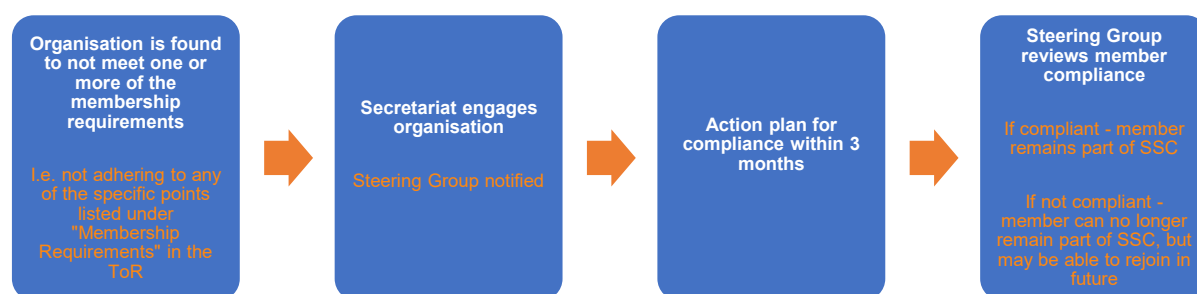 Organisation is found
to not meet one or
more of the
membership
requirements
I.e. not adhering to any
of the specific points
listed under
"Membership
Requirements" in the
ToR
Secretariat engages
organisation
Steering Group notified
Action plan for
compliance within 3
months
Steering Group
reviews member
compliance
If compliant - member
remains part of SSC
If not compliant -
member can no longer
remain part of SSC, but
may be able to rejoin in
future